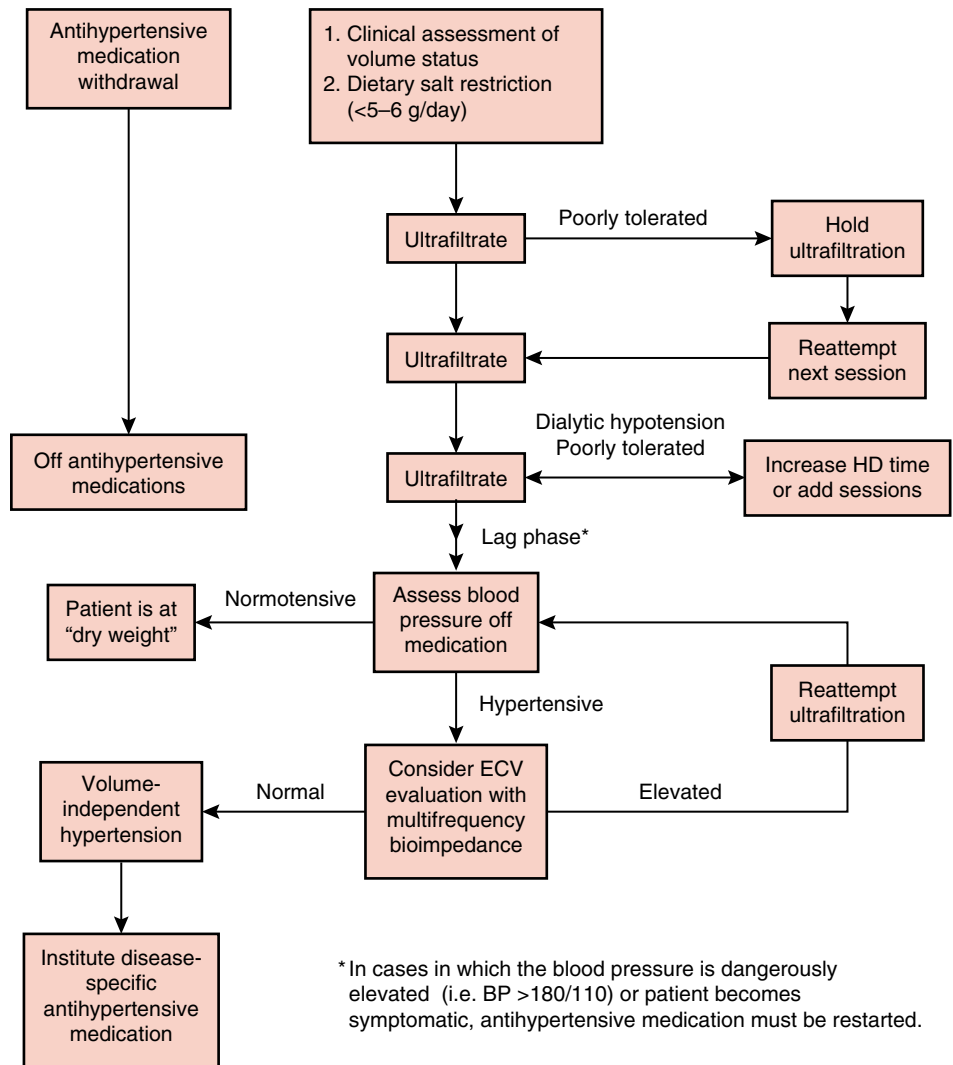 Antihypertensive
medication
withdrawal
1. Clinical assessment of
volume status
2. Dietary salt restriction
(<5–6 g/day)
Ultrafiltrate
Poorly tolerated
Hold
ultrafiltration
Ultrafiltrate
Reattempt
next session
Off antihypertensive
medications
Ultrafiltrate
Dialytic hypotension
Poorly tolerated
Increase HD time
or add sessions
Lag phase*
Patient is at
“dry weight”
Normotensive
Assess blood
pressure off
medication
Reattempt
ultrafiltration
Hypertensive
Volume-
independent
hypertension
Normal
Consider ECV
evaluation with
multifrequency
bioimpedance
Elevated
Institute disease-
specific
antihypertensive
medication
* In cases in which the blood pressure is dangerously
elevated (i.e. BP >180/110) or patient becomes
symptomatic, antihypertensive medication must be restarted.